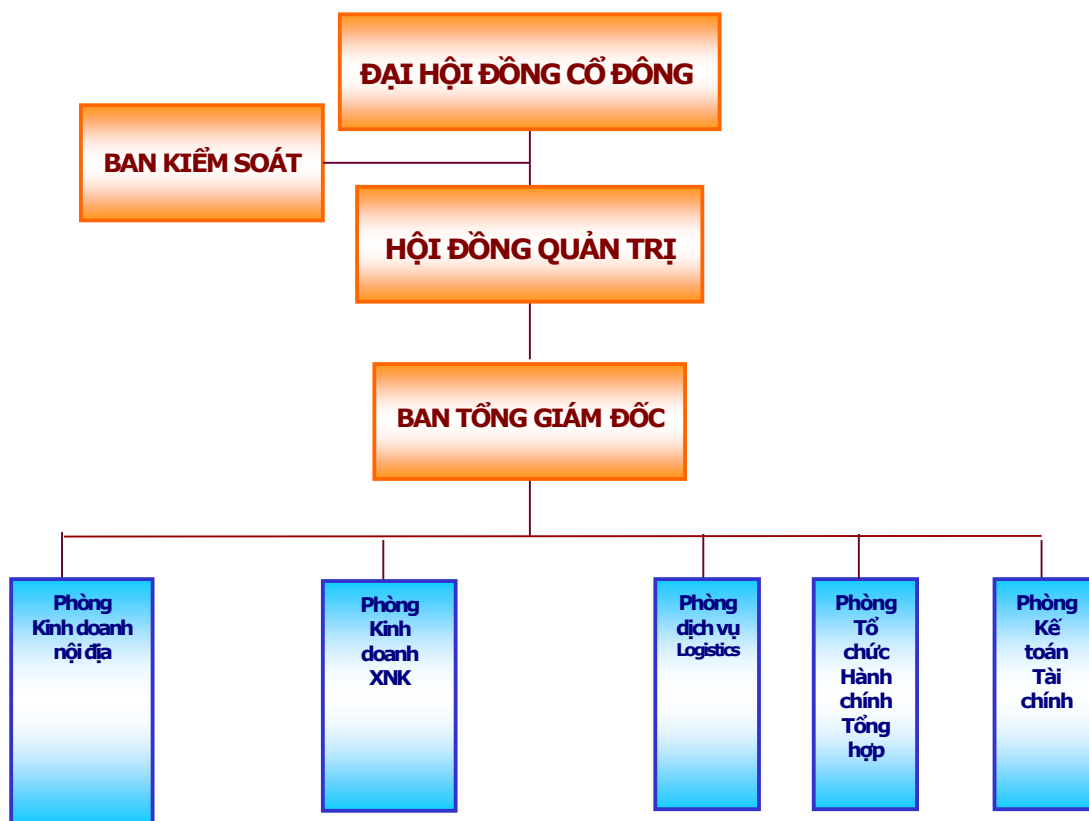 ĐẠI HỘI ĐỒNG CỔ ĐÔNG
BAN KIỂM SOÁT
HỘI ĐỒNG QUẢN TRỊ
BAN TỔNG GIÁM ĐỐC
Phòng
Kinh doanh
nội địa
Phòng
Kinh
doanh
XNK
Phòng
dịch vụ
Logistics
Phòng
Tổ
chức
Hành
chính
Tổng
hợp
Phòng
Kế
toán
Tài
chính